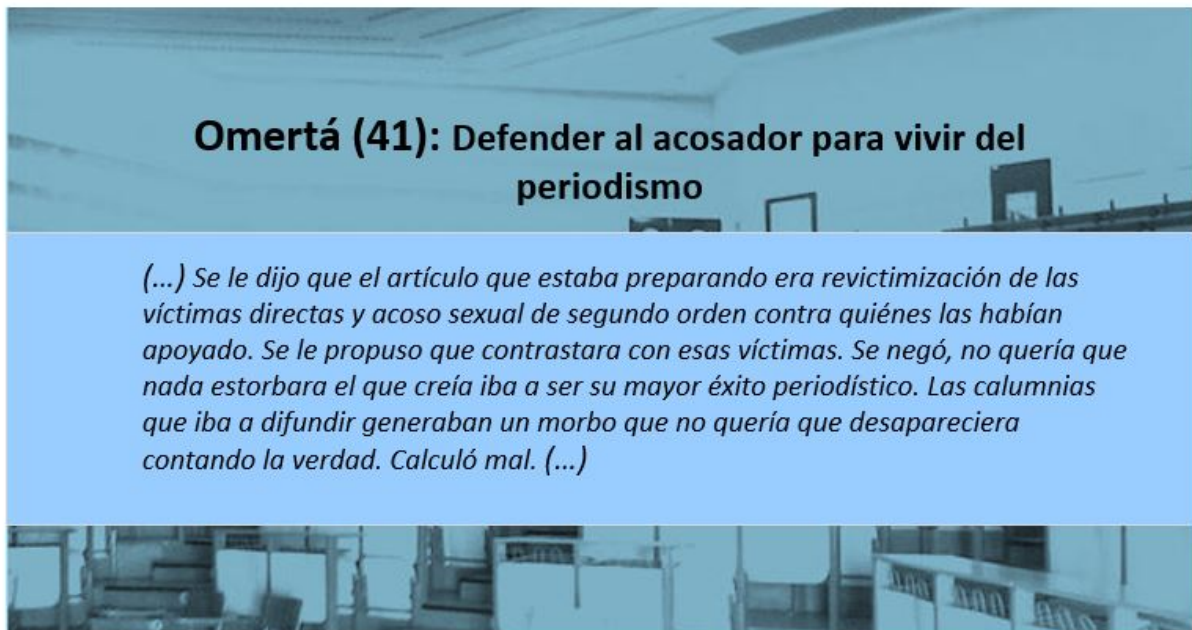 Omertá (41): Defender al acosador para vivir del
periodismo
(...) Se le dijo que el artículo que estaba preparando era revictimización de las
víctimas directas y acoso sexual de segundo orden contra quiénes las habían
apoyado. Se le propuso que contrastara con esas víctimas. Se negó, no quería que
nada estorbara el que creía iba a ser su mayor éxito periodístico. Las calumnias
que iba a difundir generaban un morbo que no quería que desapareciera
contando la verdad. Calculó mal. (...)